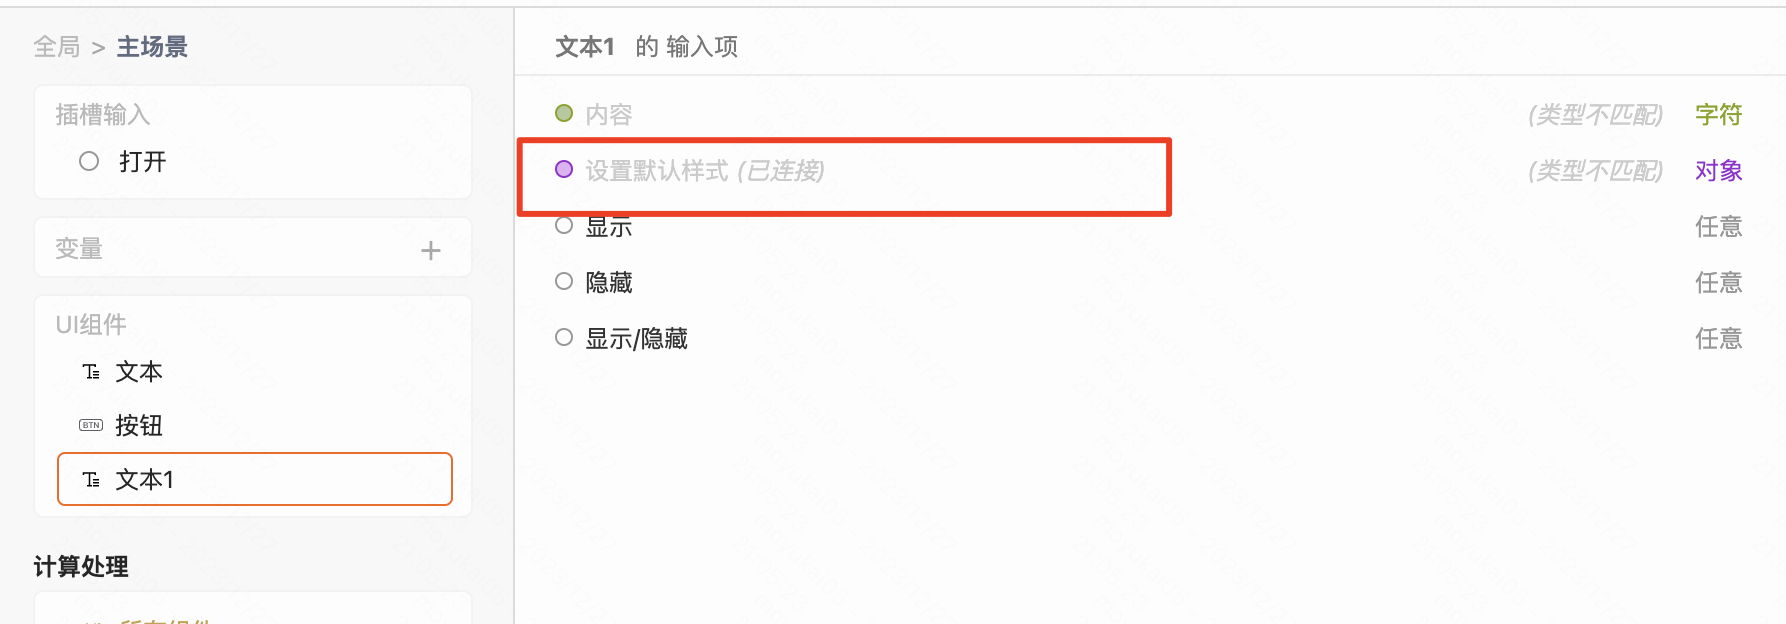 全局 > 主场景
插槽输入
打开
变量 +
UI组件
文本
BTN 按钮
文本1
计算处理
文本1 的 输入项
内容 (类型不匹配) 字符
设置默认样式 (已连接) (类型不匹配) 对象
显示 任意
隐藏 任意
显示/隐藏 任意